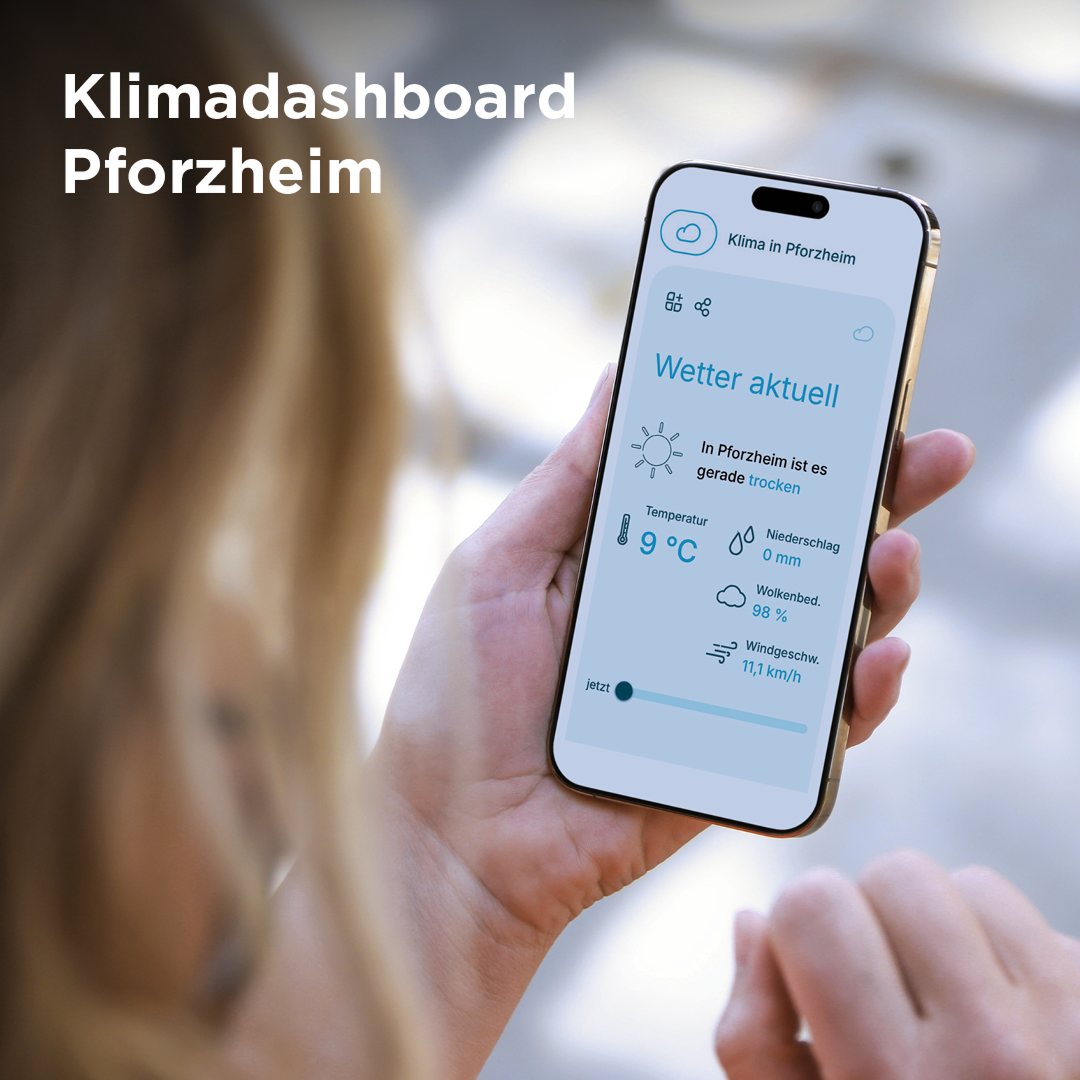 Klimadashboard
Pforzheim
Klima in Pforzheim
Wetter aktuell
In Pforzheim ist es
gerade trocken
Temperatur
9 °C
Niederschlag
0 mm
Wolkenbed.
98 %
Windgeschw.
11,1 km/h
jetzt